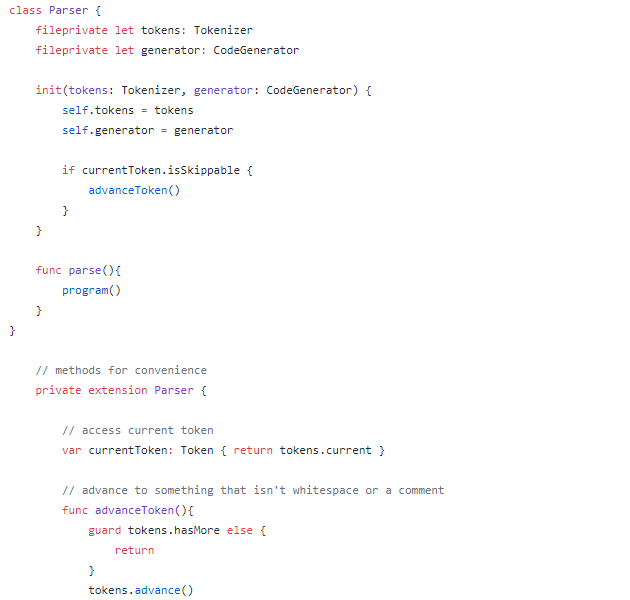 class Parser {
    fileprivate let tokens: Tokenizer
    fileprivate let generator: CodeGenerator

    init(tokens: Tokenizer, generator: CodeGenerator) {
        self.tokens = tokens
        self.generator = generator

        if currentToken.isSkippable {
            advanceToken()
        }
    }

    func parse(){
        program()
    }
}

    // methods for convenience
    private extension Parser {

        // access current token
        var currentToken: Token { return tokens.current }

        // advance to something that isn't whitespace or a comment
        func advanceToken(){
            guard tokens.hasMore else {
                return
            }
            tokens.advance()